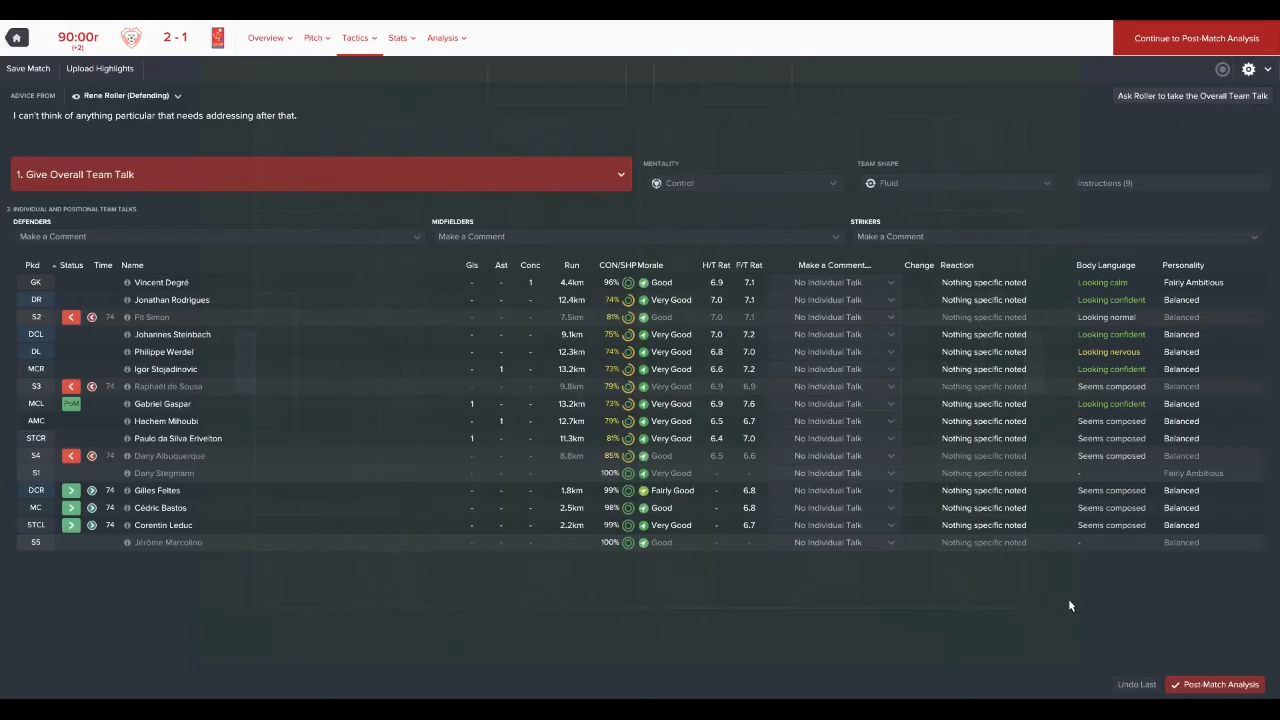 90:00r 2 - 1 Overview Pitch Tactics Stats Analysis Continue to Post-Match Analysis
(+2)
Save Match Upload Highlights
ADVICE FROM Rene Roller (Defending) Ask Roller to take the Overall Team Talk
I can't think of anything particular that needs addressing after that.
MENTALITY TEAM SHAPE
1. Give Overall Team Talk Control Fluid Instructions (9)
2. INDIVIDUAL AND POSITIONAL TEAM TALKS
DEFENDERS MIDFIELDERS STRIKERS
Make a Comment Make a Comment Make a Comment
Pkd Status Time Name Gls Ast Conc Run CON/SHP Morale H/T Rat F/T Rat Make a Comment... Change Reaction Body Language Personality
GK Vincent Degré - - 1 4.4km 96% Good 6.9 7.1 No Individual Talk Nothing specific noted Looking calm Fairly Ambitious
DR Jonathan Rodrigues - - - 12.4km 74% Very Good 7.0 7.1 No Individual Talk Nothing specific noted Looking confident Balanced
S2 74 Pit Simon - - - 7.5km 81% Good 7.0 7.1 No Individual Talk Nothing specific noted Looking normal Balanced
DCL Johannes Steinbach - - - 9.1km 75% Very Good 7.0 7.2 No Individual Talk Nothing specific noted Looking confident Balanced
DL Philippe Werdel - - - 12.3km 74% Very Good 6.8 7.0 No Individual Talk Nothing specific noted Looking nervous Balanced
MCR Igor Stojadinovic - 1 - 13.2km 73% Very Good 6.6 7.2 No Individual Talk Nothing specific noted Looking confident Balanced
S3 74 Raphaël de Sousa - - - 9.8km 79% Very Good 6.9 6.9 No Individual Talk Nothing specific noted Seems composed Balanced
MCL PoM Gabriel Gaspar 1 - - 13.2km 73% Very Good 6.9 7.6 No Individual Talk Nothing specific noted Looking confident Balanced
AMC Hachem Mihoubi - 1 - 12.7km 79% Very Good 6.5 6.7 No Individual Talk Nothing specific noted Seems composed Balanced
STCR Paulo da Silva Erivelton 1 - - 11.3km 81% Very Good 6.4 7.0 No Individual Talk Nothing specific noted Seems composed Balanced
S4 74 Dany Albuquerque - - - 8.8km 85% Good 6.5 6.6 No Individual Talk Nothing specific noted Seems composed Balanced
S1 Dany Stegmann - - - 100% Very Good - - No Individual Talk Nothing specific noted - Fairly Ambitious
DCR 74 Gilles Feltes - - - 1.8km 99% Fairly Good - 6.8 No Individual Talk Nothing specific noted Seems composed Balanced
MC 74 Cédric Bastos - - - 2.5km 98% Good - 6.8 No Individual Talk Nothing specific noted Seems composed Balanced
STCL 74 Corentin Leduc - - - 2.2km 99% Very Good - 6.7 No Individual Talk Nothing specific noted Seems composed Balanced
S5 Jérôme Marcolino - - - 100% Good - - No Individual Talk Nothing specific noted - Balanced
Undo Last Post-Match Analysis